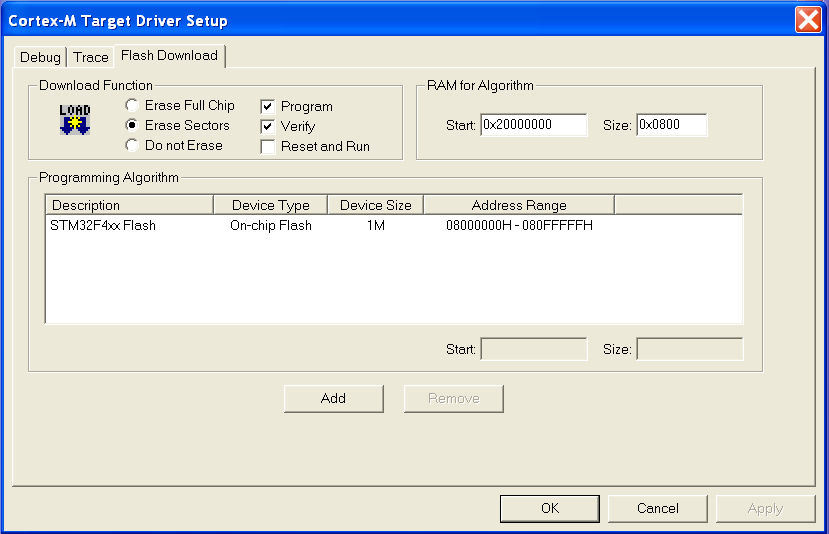 Cortex-M Target Driver Setup
Debug Trace Flash Download
Download Function
LOAD
Erase Full Chip
Erase Sectors
Do not Erase
Program
Verify
Reset and Run
RAM for Algorithm
Start: 0x20000000 Size: 0x0800
Programming Algorithm
Description Device Type Device Size Address Range
STM32F4xx Flash On-chip Flash 1M 08000000H - 080FFFFFH
Start: Size:
Add Remove
OK Cancel Apply